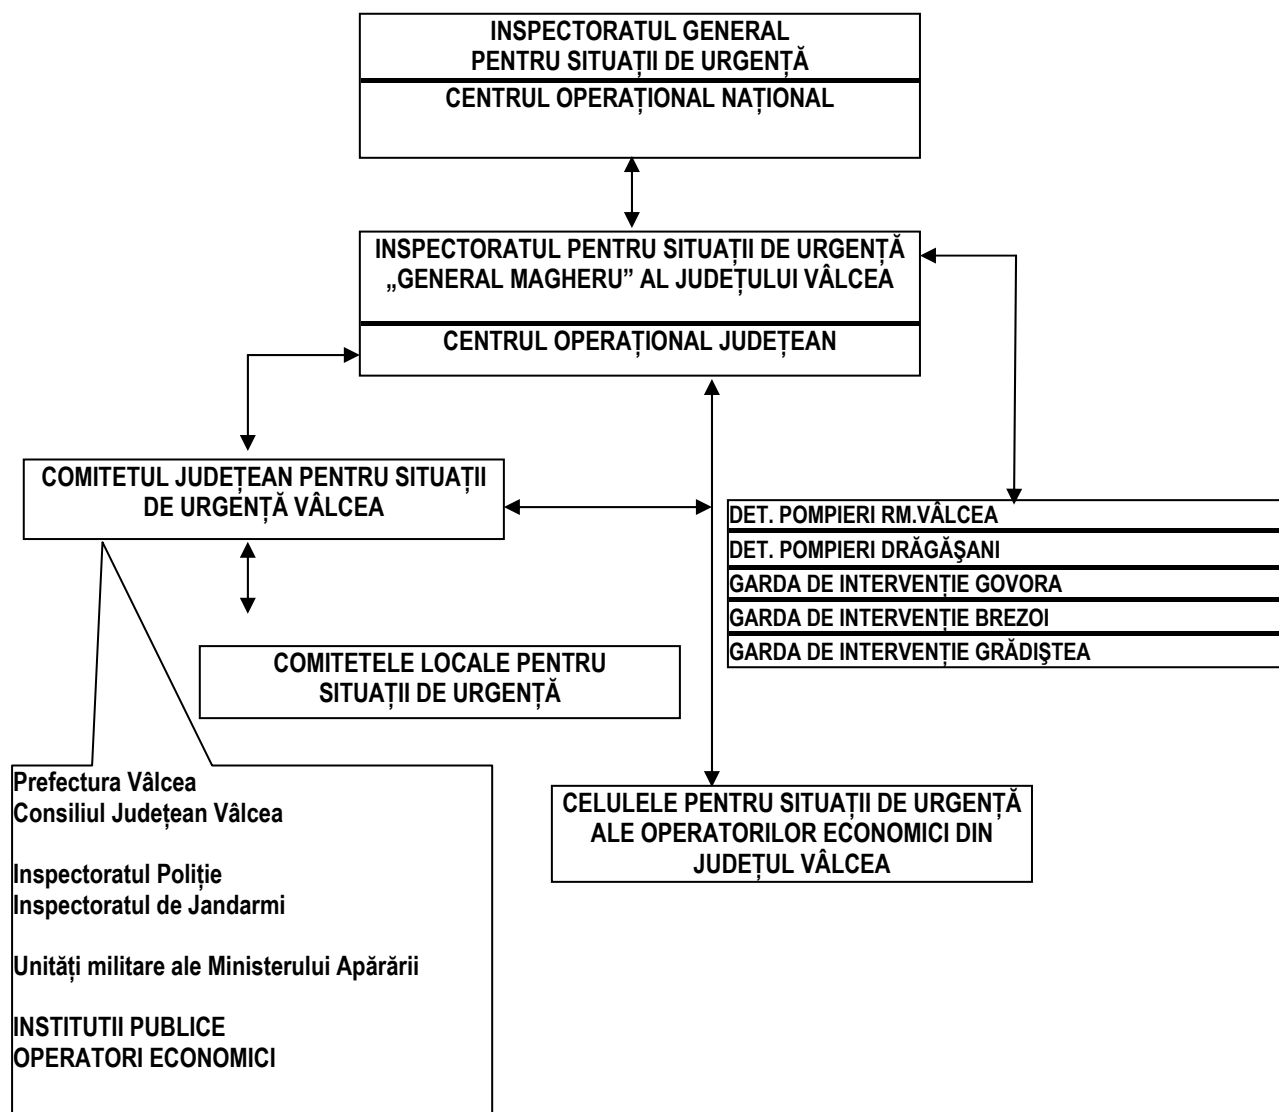 INSPECTORATUL GENERAL
PENTRU SITUAȚII DE URGENȚĂ
CENTRUL OPERAȚIONAL NAȚIONAL
INSPECTORATUL PENTRU SITUAȚII DE URGENȚĂ
„GENERAL MAGHERU” AL JUDEȚULUI VÂLCEA
CENTRUL OPERAȚIONAL JUDEȚEAN
COMITETUL JUDEȚEAN PENTRU SITUAȚII
DE URGENȚĂ VÂLCEA
DET. POMPIERI RM.VÂLCEA
DET. POMPIERI DRĂGĂŞANI
GARDA DE INTERVENȚIE GOVORA
GARDA DE INTERVENȚIE BREZOI
GARDA DE INTERVENȚIE GRĂDIŞTEA
COMITETELE LOCALE PENTRU
SITUAȚII DE URGENȚĂ
CELULELE PENTRU SITUAȚII DE URGENȚĂ
ALE OPERATORILOR ECONOMICI DIN
JUDEȚUL VÂLCEA
Prefectura Vâlcea
Consiliul Județean Vâlcea
Inspectoratul Poliție
Inspectoratul de Jandarmi
Unități militare ale Ministerului Apărării
INSTITUTII PUBLICE
OPERATORI ECONOMICI